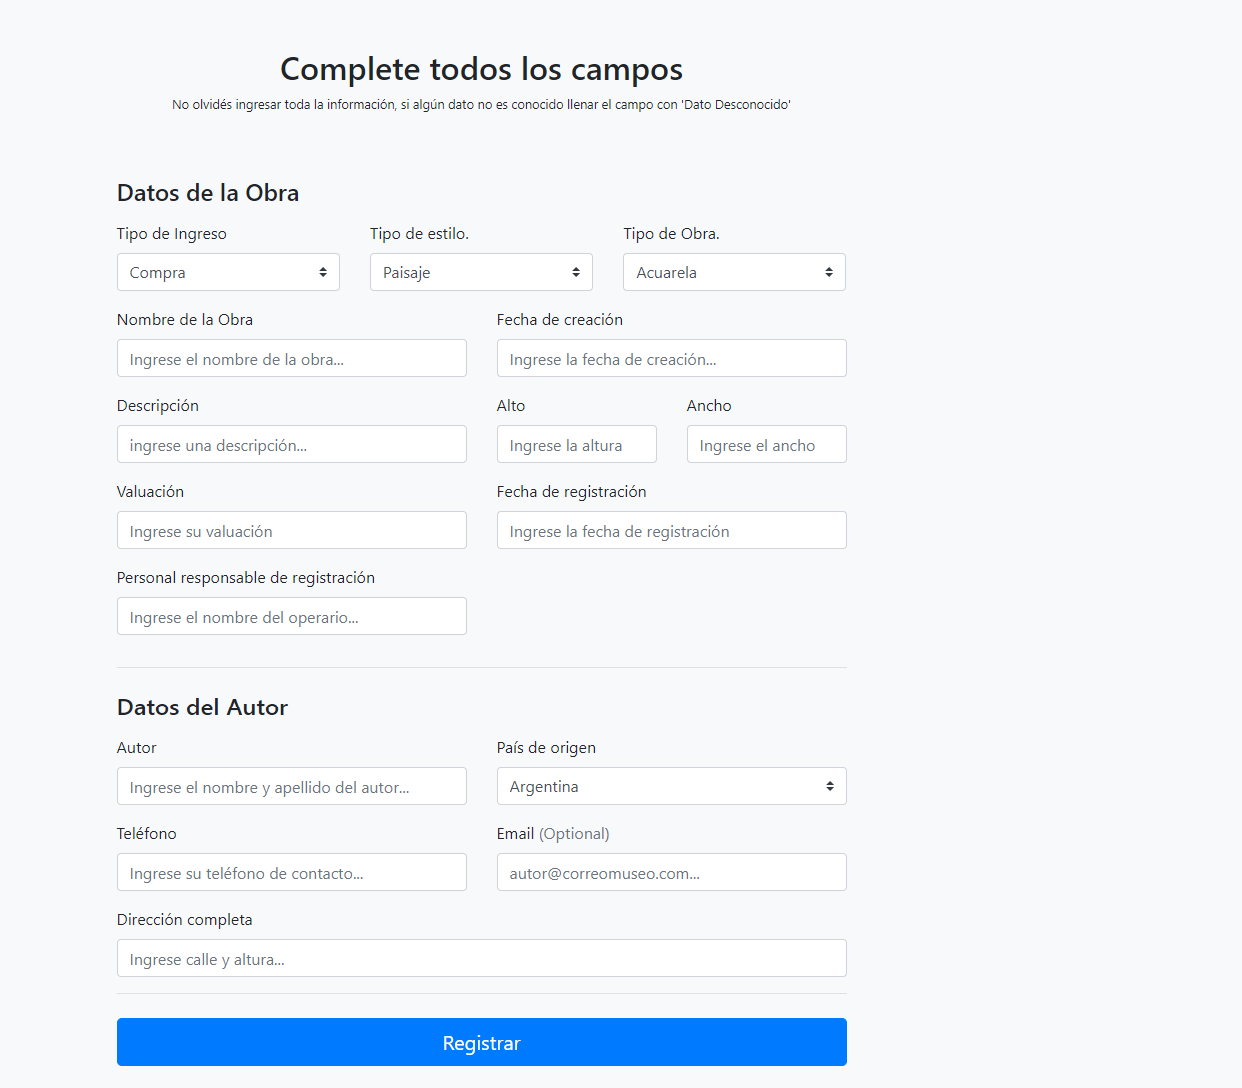 Complete todos los campos
No olvidés ingresar toda la información, si algún dato no es conocido llenar el campo con 'Dato Desconocido'
Datos de la Obra
Tipo de Ingreso
Tipo de estilo.
Tipo de Obra.
Compra
Paisaje
Acuarela
Nombre de la Obra
Fecha de creación
Ingrese el nombre de la obra...
Ingrese la fecha de creación...
Descripción
Alto
Ancho
ingrese una descripción...
Ingrese la altura
Ingrese el ancho
Valuación
Fecha de registración
Ingrese su valuación
Ingrese la fecha de registración
Personal responsable de registración
Ingrese el nombre del operario...
Datos del Autor
Autor
País de origen
Ingrese el nombre y apellido del autor...
Argentina
Teléfono
Email (Optional)
Ingrese su teléfono de contacto...
autor@correomuseo.com...
Dirección completa
Ingrese calle y altura...
Registrar